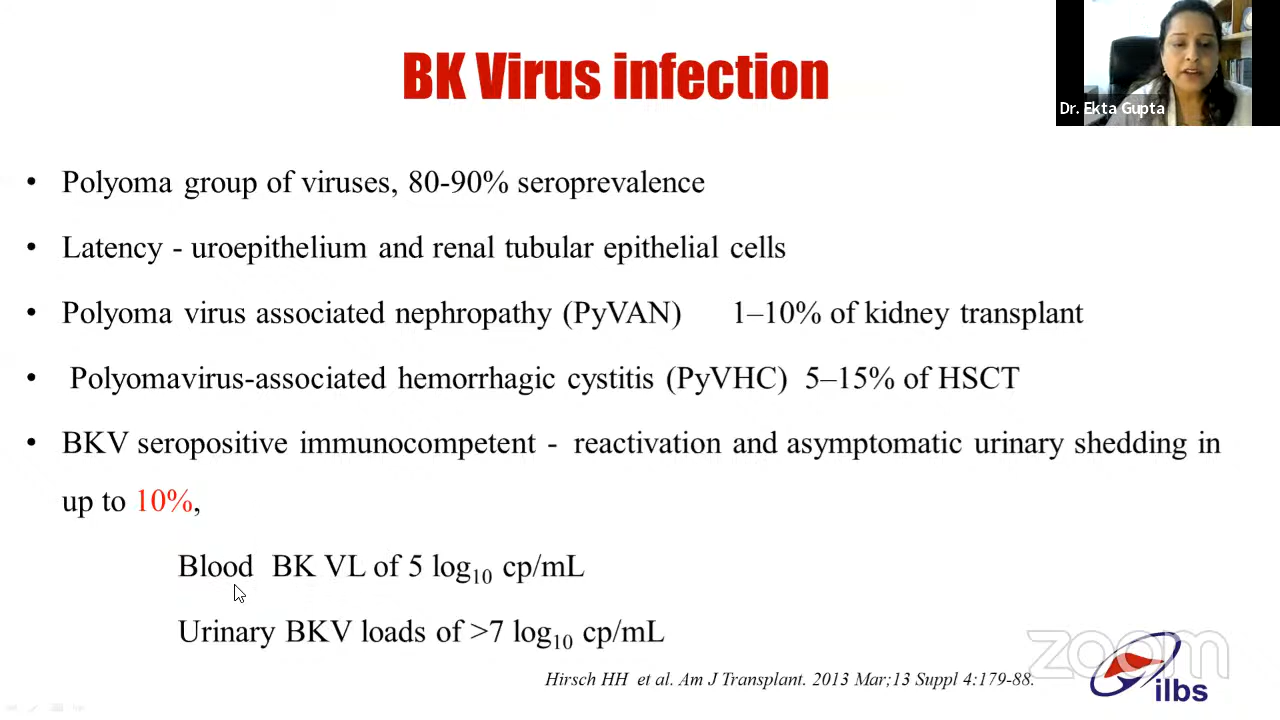 BK Virus infection
Dr. Ekta Gupta
• Polyoma group of viruses, 80-90% seroprevalence
• Latency - uroepithelium and renal tubular epithelial cells
• Polyoma virus associated nephropathy (PyVAN) 1–10% of kidney transplant
• Polyomavirus-associated hemorrhagic cystitis (PyVHC) 5–15% of HSCT
• BKV seropositive immunocompetent - reactivation and asymptomatic urinary shedding in
up to 10%,
Blood BK VL of 5 log10 cp/mL
Urinary BKV loads of >7 log10 cp/mL
Hirsch HH et al. Am J Transplant. 2013 Mar;13 Suppl 4:179-88.
zoom
ilbs